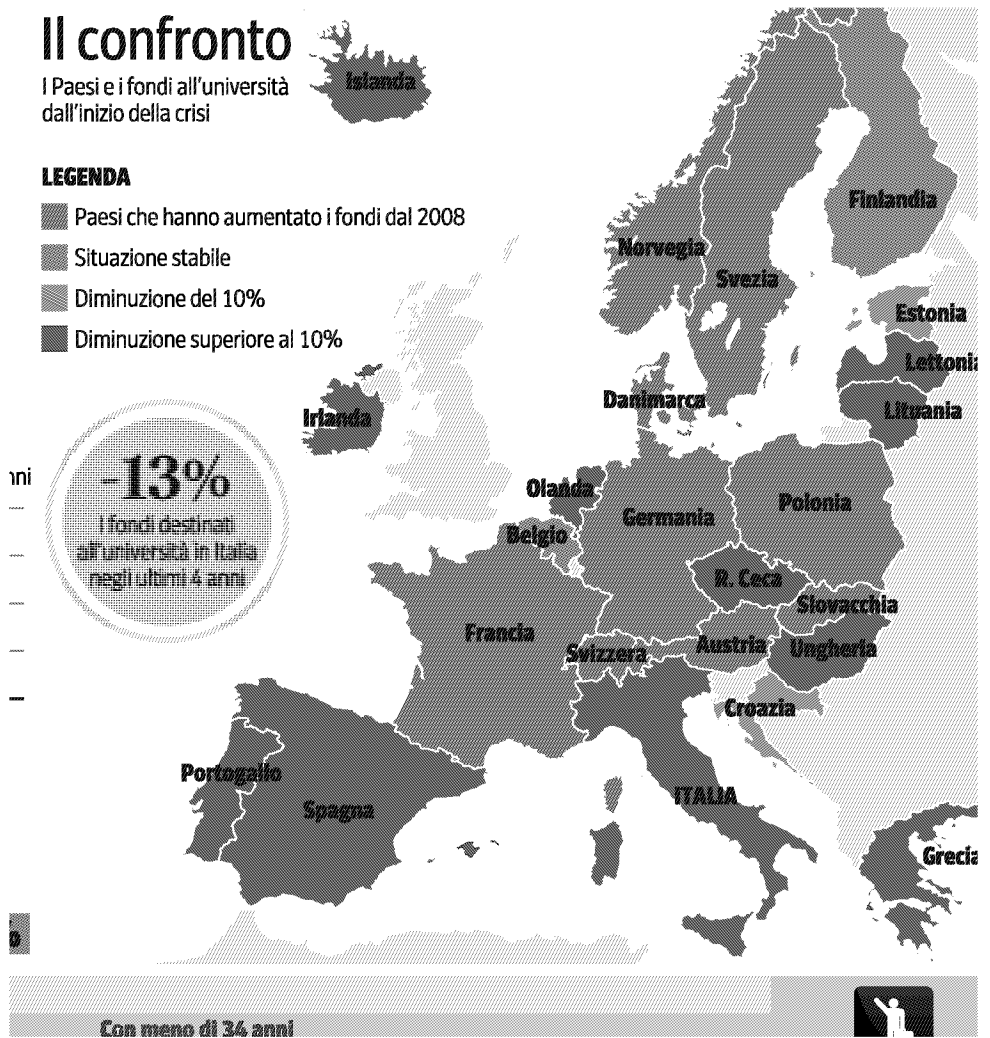 Il confronto
I Paesi e i fondi all'università
dall'inizio della crisi
LEGENDA
Paesi che hanno aumentato i fondi dal 2008
Situazione stabile
Diminuzione del 10%
Diminuzione superiore al 10%
Islanda
Finlandia
Norvegia
Svezia
Estonia
Lettonia
Danimarca
Lituania
Irlanda
-13%
I fondi destinati
all'università in Italia
negli ultimi 4 anni
nni
Olanda
Polonia
Germania
Belgio
R. Ceca
Slovacchia
Francia
Austria
Ungheria
Svizzera
Croazia
Portogallo
ITALIA
Spagna
Grecia
Con meno di 34 anni